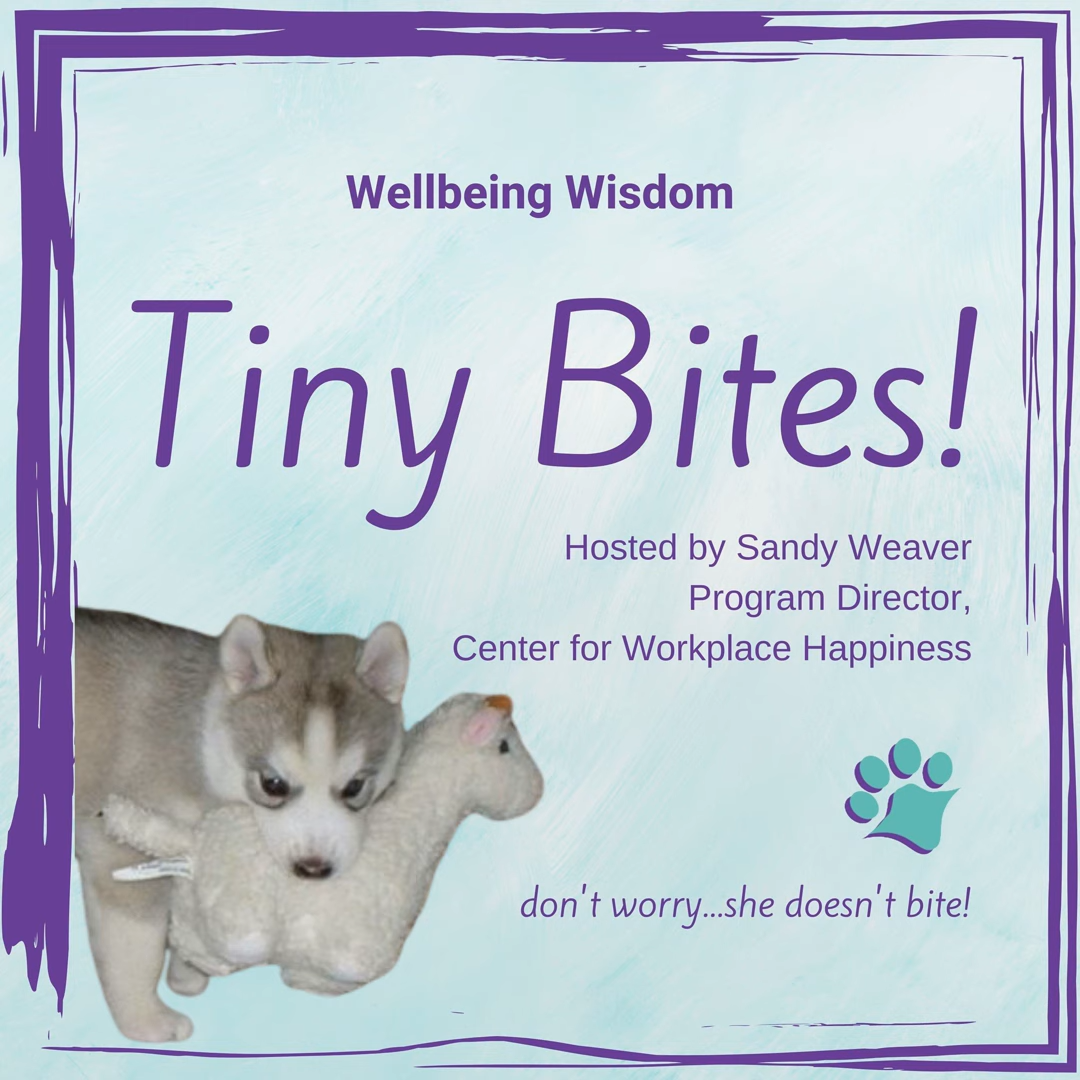 Wellbeing Wisdom
Tiny Bites!
Hosted by Sandy Weaver
Program Director,
Center for Workplace Happiness
don't worry...she doesn't bite!